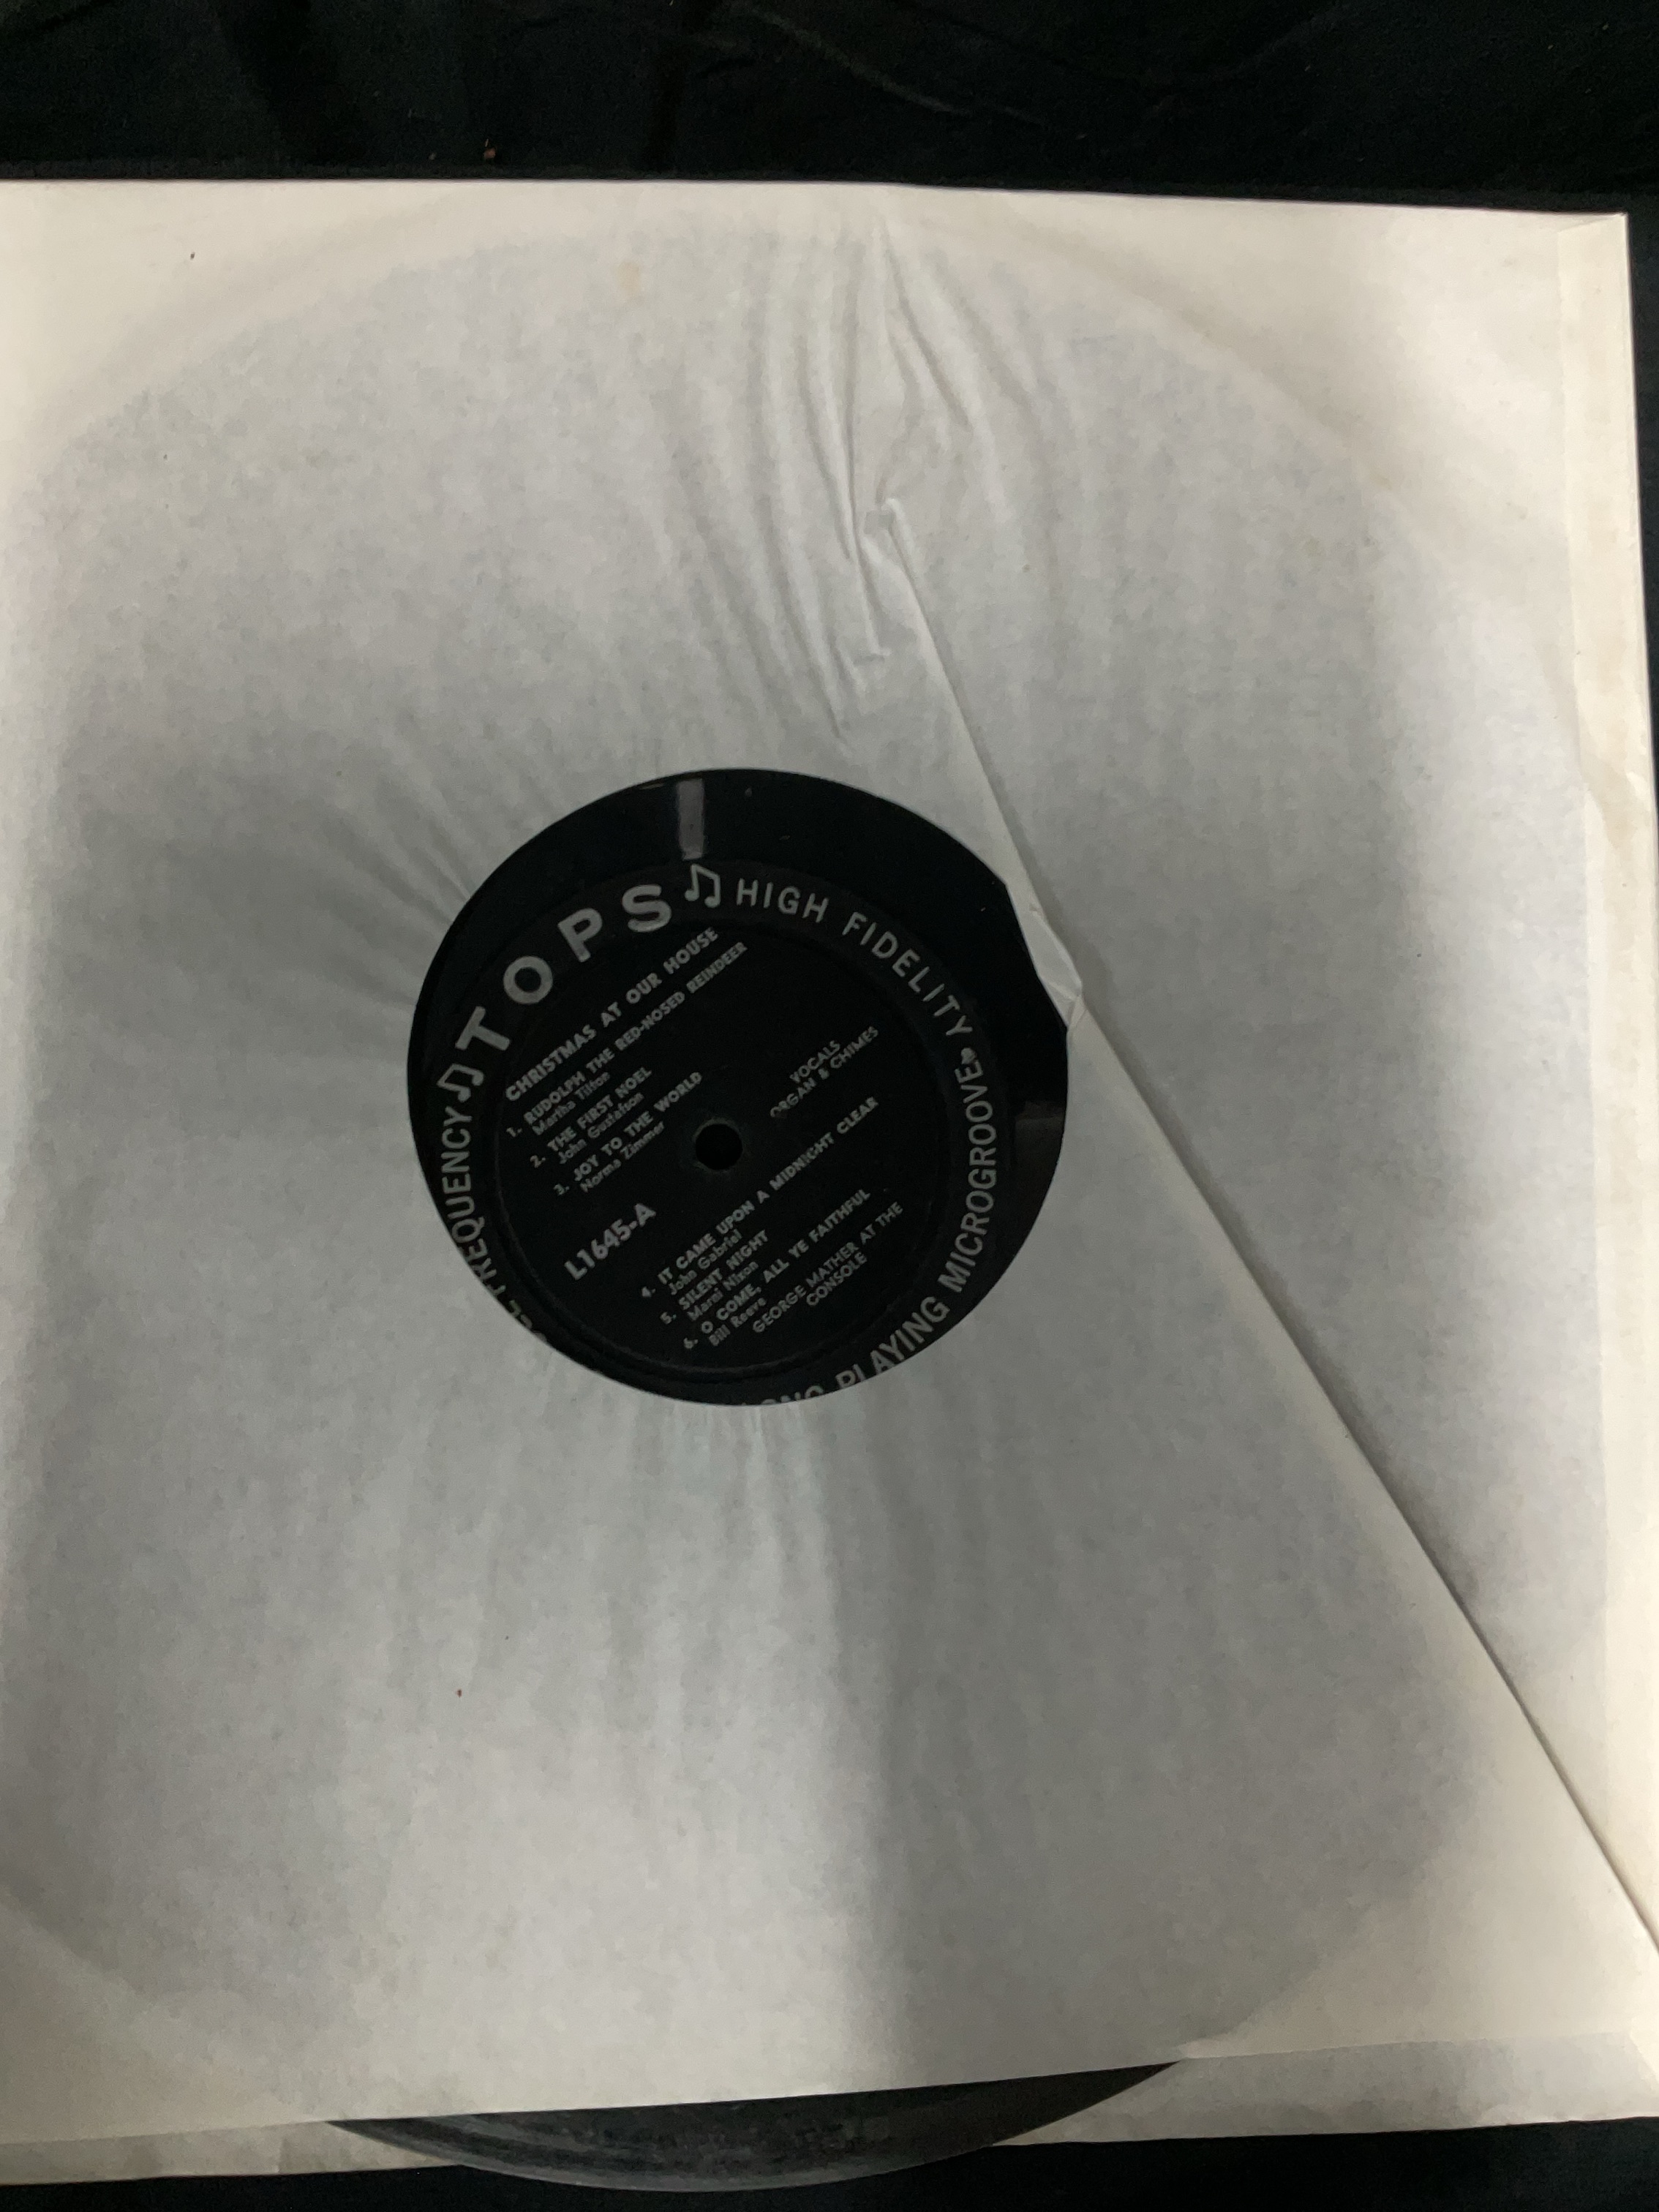 ♫ TOPS ♫ HIGH FIDELITY
LONG PLAYING MICROGROOVE
FREQUENCY
CHRISTMAS AT OUR HOUSE
1. RUDOLPH THE RED-NOSED REINDEER
Martha Tilton
2. THE FIRST NOEL
John Gustafson
3. JOY TO THE WORLD
Norma Zimmer
VOCALS
ORGAN & CHIMES
L1645-A
4. IT CAME UPON A MIDNIGHT CLEAR
John Gabriel
5. SILENT NIGHT
Marni Nixon
6. O COME, ALL YE FAITHFUL
Bill Reeve
GEORGE MATHER AT THE
CONSOLE